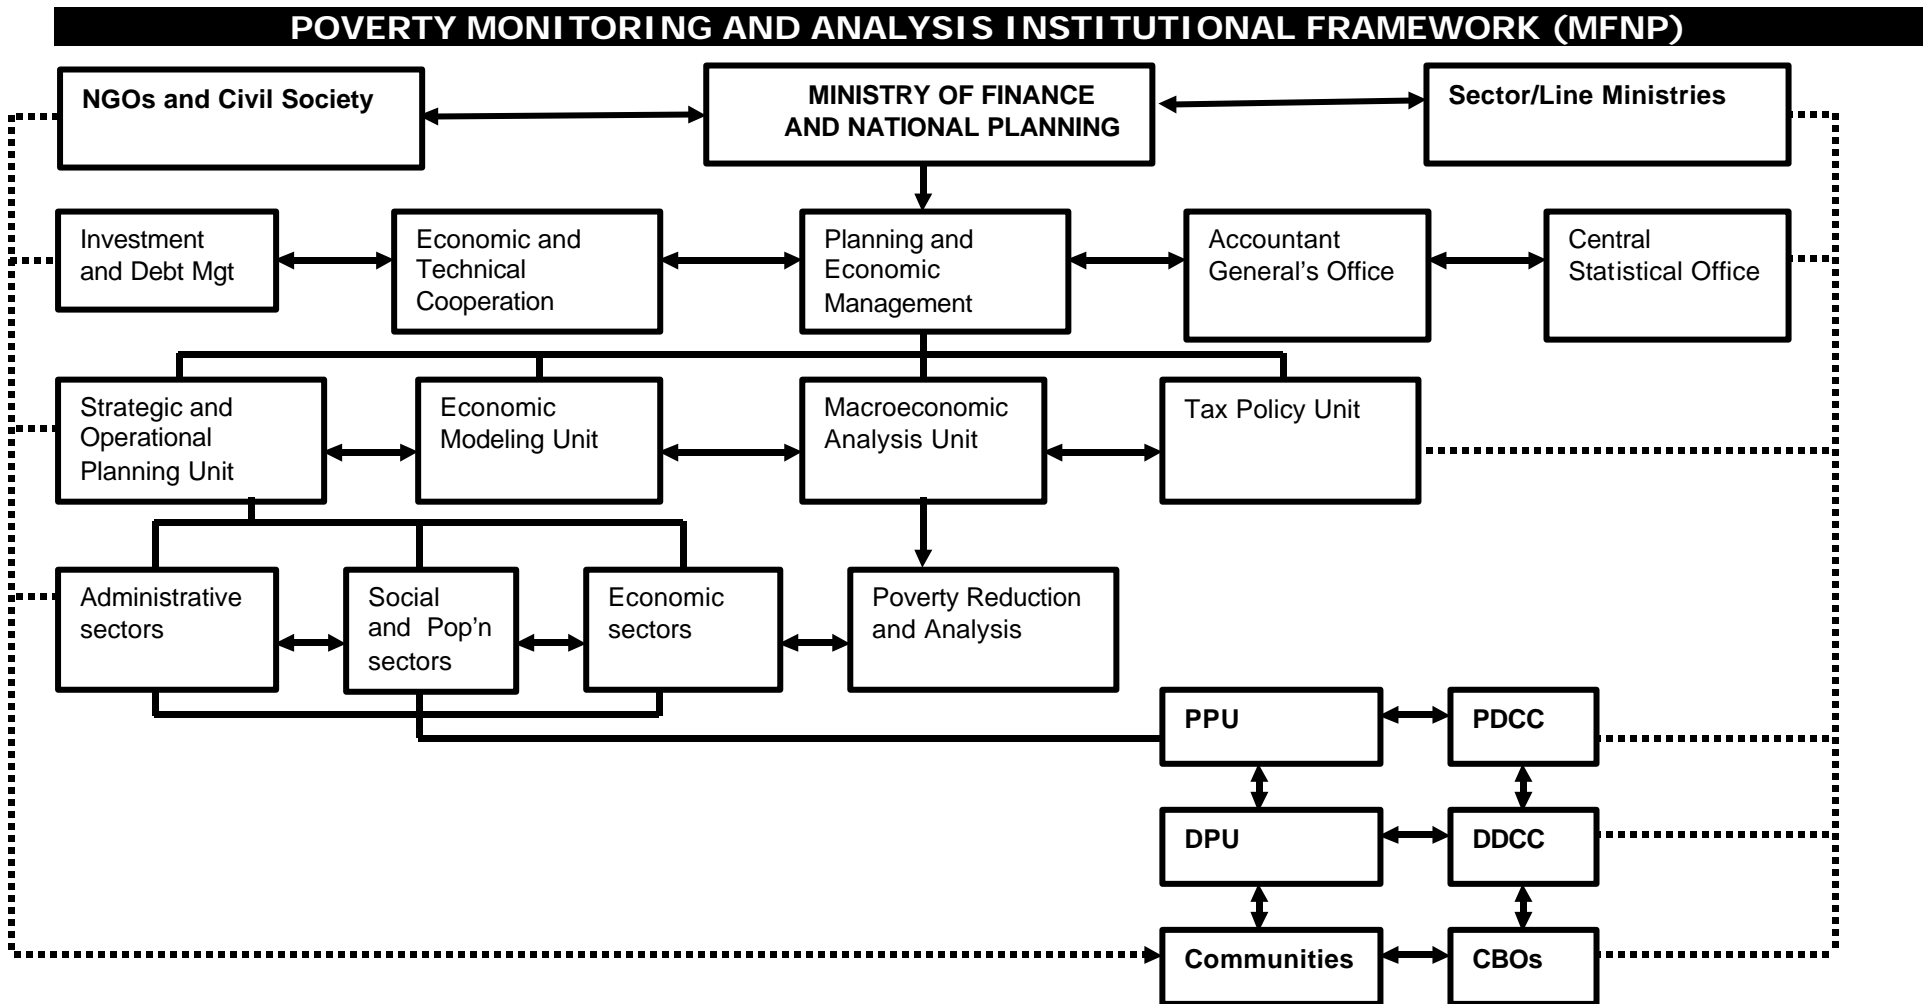 POVERTY MONITORING AND ANALYSIS INSTITUTIONAL FRAMEWORK (MFNP)
NGOs and Civil Society
MINISTRY OF FINANCE
AND NATIONAL PLANNING
Sector/Line Ministries
Investment
and Debt Mgt
Economic and
Technical
Cooperation
Planning and
Economic
Management
Accountant
General's Office
Central
Statistical Office
Strategic and
Operational
Planning Unit
Economic
Modeling Unit
Macroeconomic
Analysis Unit
Tax Policy Unit
Administrative
sectors
Social
and Pop'n
sectors
Economic
sectors
Poverty Reduction
and Analysis
PPU
PDCC
DPU
DDCC
Communities
CBOs